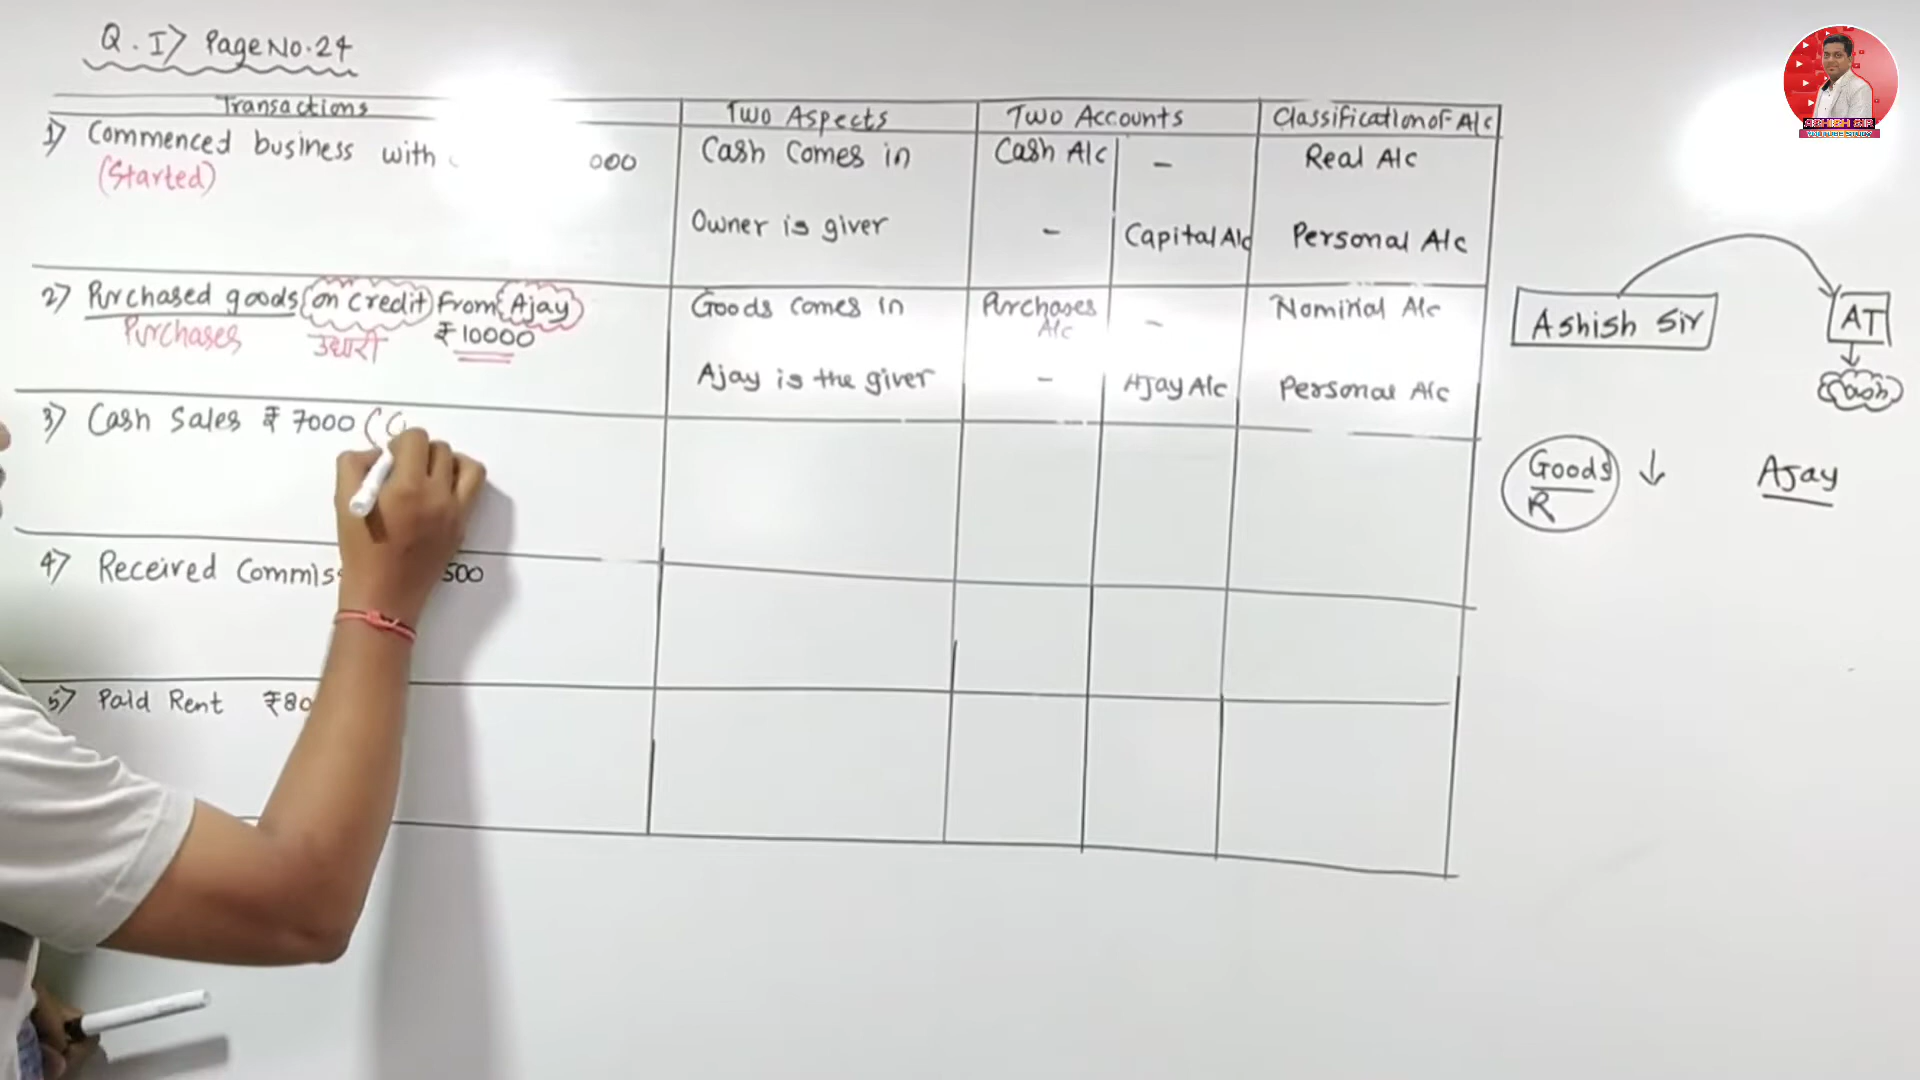 Q.I> Page No.24
Transactions
Two Aspects
Two Accounts
Classification of A/c
1) Commenced business with 000
(Started)
Cash Comes in
Cash A/c
-
Real A/c
Owner is giver
-
Capital A/c
Personal A/c
2) Purchased goods on credit From Ajay
Purchases उधारी ₹10000
Goods comes in
Purchases A/c
-
Nominal A/c
Ajay is the giver
-
Ajay A/c
Personal A/c
3) Cash Sales ₹ 7000 (
4) Received 500
5) Paid Rent ₹80
Ashish Sir
AT
Cash
Goods ↓
R
Ajay
ASHISH SIR